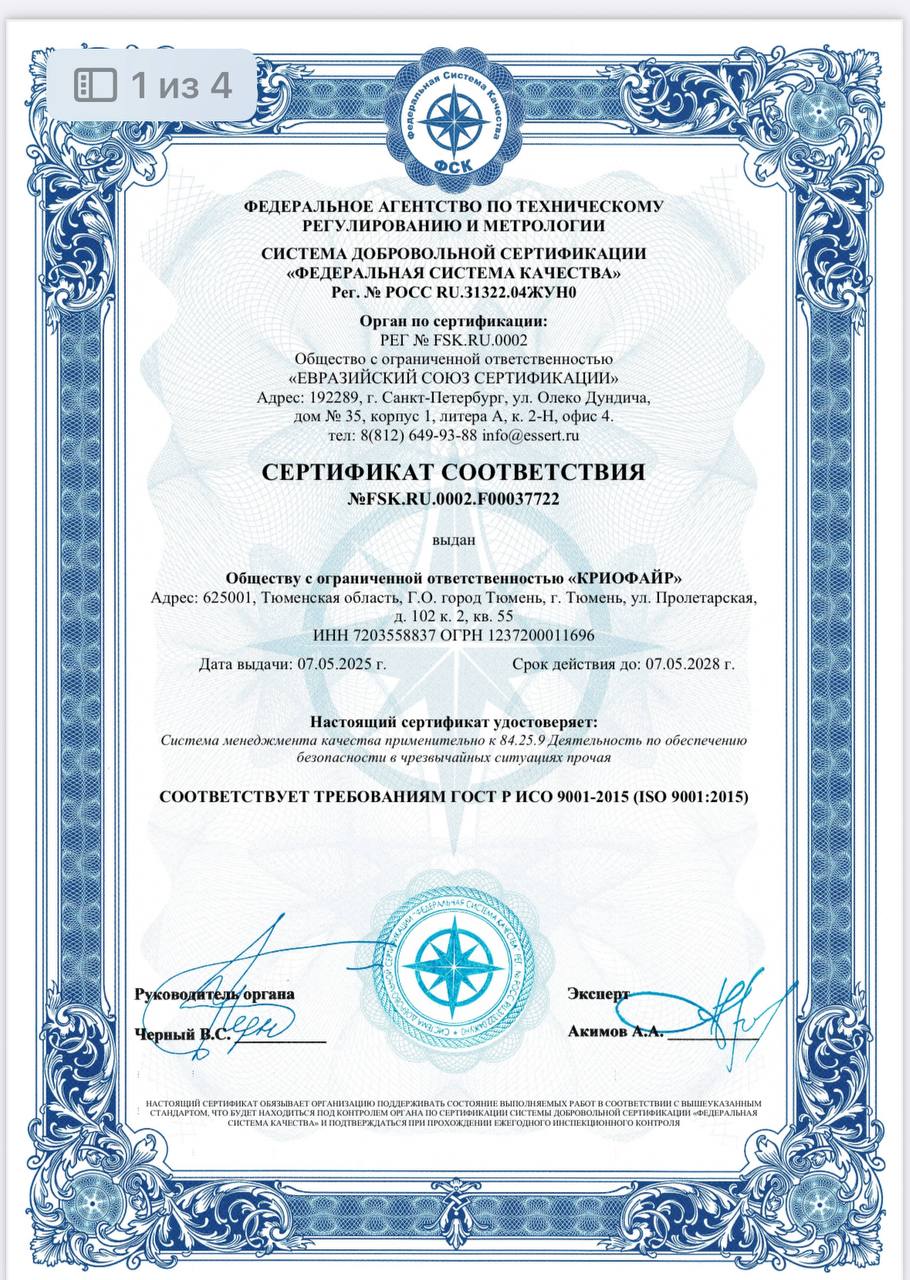 1 из 4
Федеральная Система Качества
ФСК
ФЕДЕРАЛЬНОЕ АГЕНТСТВО ПО ТЕХНИЧЕСКОМУ
РЕГУЛИРОВАНИЮ И МЕТРОЛОГИИ
СИСТЕМА ДОБРОВОЛЬНОЙ СЕРТИФИКАЦИИ
«ФЕДЕРАЛЬНАЯ СИСТЕМА КАЧЕСТВА»
Рег. № РОСС RU.З1322.04ЖУН0
Орган по сертификации:
РЕГ № FSK.RU.0002
Общество с ограниченной ответственностью
«ЕВРАЗИЙСКИЙ СОЮЗ СЕРТИФИКАЦИИ»
Адрес: 192289, г. Санкт-Петербург, ул. Олеко Дундича,
дом № 35, корпус 1, литера А, к. 2-Н, офис 4.
тел: 8(812) 649-93-88 info@essert.ru
СЕРТИФИКАТ СООТВЕТСТВИЯ
№FSK.RU.0002.F00037722
выдан
Обществу с ограниченной ответственностью «КРИОФАЙР»
Адрес: 625001, Тюменская область, Г.О. город Тюмень, г. Тюмень, ул. Пролетарская,
д. 102 к. 2, кв. 55
ИНН 7203558837 ОГРН 1237200011696
Дата выдачи: 07.05.2025 г. Срок действия до: 07.05.2028 г.
Настоящий сертификат удостоверяет:
Система менеджмента качества применительно к 84.25.9 Деятельность по обеспечению
безопасности в чрезвычайных ситуациях прочая
СООТВЕТСТВУЕТ ТРЕБОВАНИЯМ ГОСТ Р ИСО 9001-2015 (ISO 9001:2015)
СИСТЕМА ДОБРОВОЛЬНОЙ СЕРТИФИКАЦИИ "ФЕДЕРАЛЬНАЯ СИСТЕМА КАЧЕСТВА"
Руководитель органа
Черный В.С.
Эксперт
Акимов А.А.
НАСТОЯЩИЙ СЕРТИФИКАТ ОБЯЗЫВАЕТ ОРГАНИЗАЦИЮ ПОДДЕРЖИВАТЬ СОСТОЯНИЕ ВЫПОЛНЯЕМЫХ РАБОТ В СООТВЕТСТВИИ С ВЫШЕУКАЗАННЫМ
СТАНДАРТОМ, ЧТО БУДЕТ НАХОДИТЬСЯ ПОД КОНТРОЛЕМ ОРГАНА ПО СЕРТИФИКАЦИИ СИСТЕМЫ ДОБРОВОЛЬНОЙ СЕРТИФИКАЦИИ «ФЕДЕРАЛЬНАЯ
СИСТЕМА КАЧЕСТВА» И ПОДТВЕРЖДАТЬСЯ ПРИ ПРОХОЖДЕНИИ ЕЖЕГОДНОГО ИНСПЕКЦИОННОГО КОНТРОЛЯ